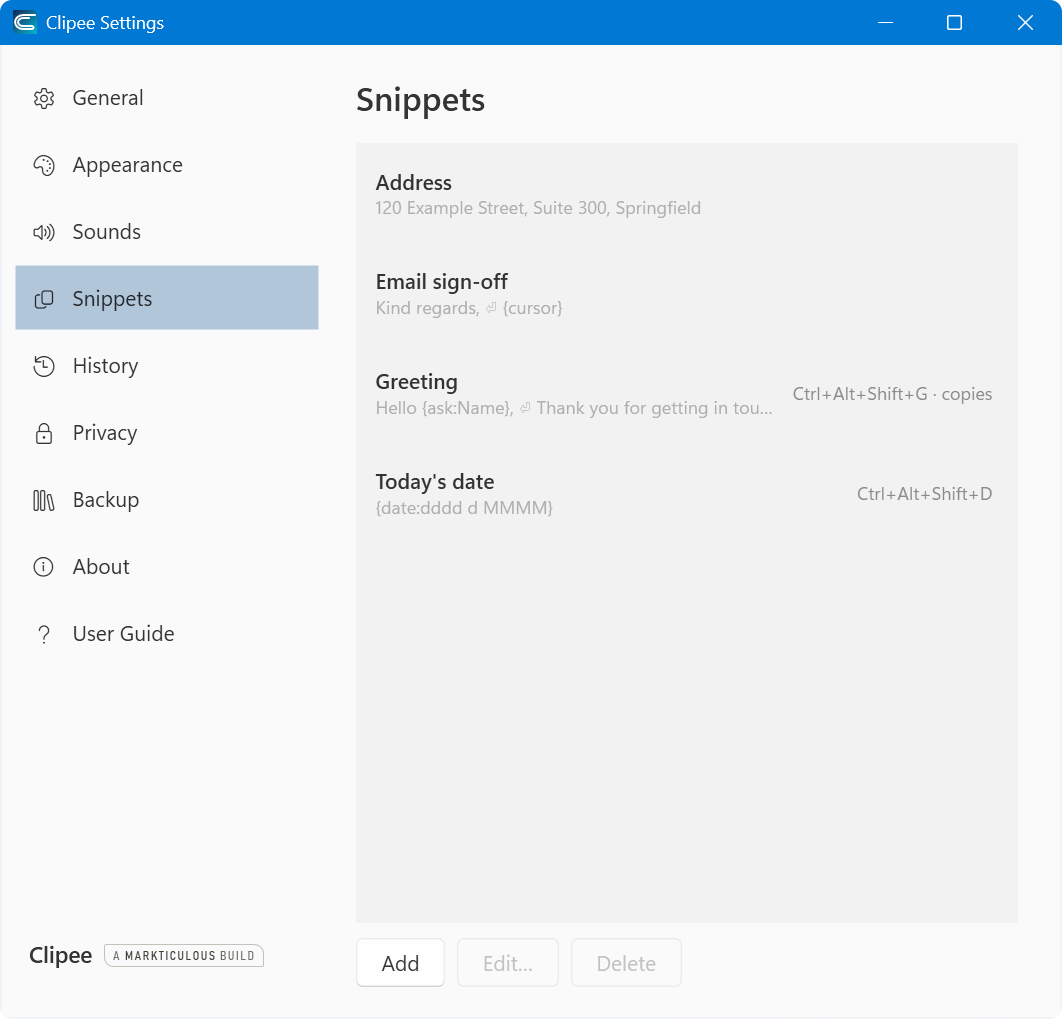 Clipee Settings
General
Appearance
Sounds
Snippets
History
Privacy
Backup
About
User Guide
Clipee
A MARKTICULOUS BUILD
Snippets
Address
120 Example Street, Suite 300, Springfield
Email sign-off
Kind regards, ⏎ {cursor}
Greeting
Hello {ask:Name}, ⏎ Thank you for getting in tou...
Ctrl+Alt+Shift+G · copies
Today's date
{date:dddd d MMMM}
Ctrl+Alt+Shift+D
Add
Edit...
Delete